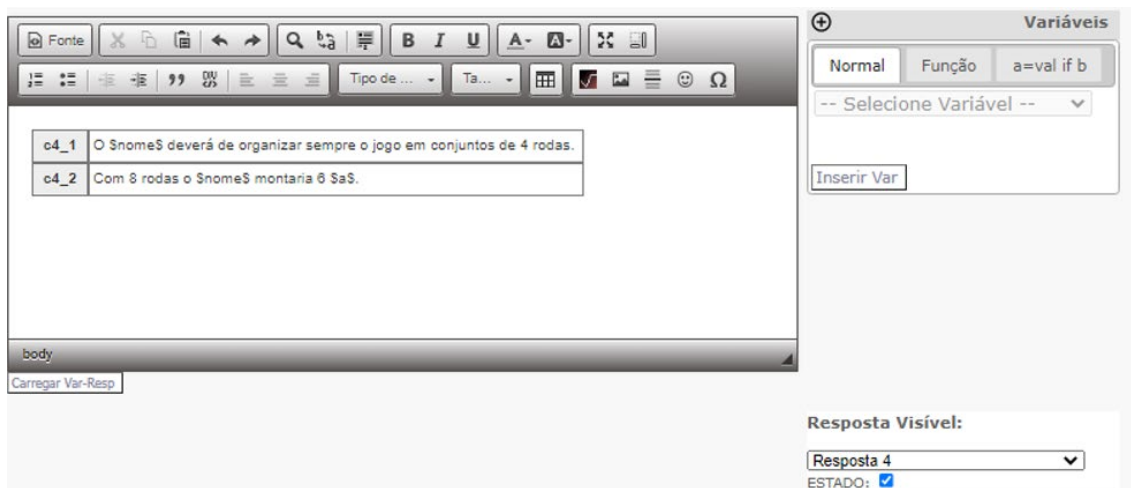 Fonte
B I U A- A-
Tipo de ... Ta... Ω
c4_1 O $nome$ deverá de organizar sempre o jogo em conjuntos de 4 rodas.
c4_2 Com 8 rodas o $nome$ montaria 6 $a$.
body
Carregar Var-Resp
Variáveis
Normal Função a=val if b
-- Selecione Variável --
Inserir Var
Resposta Visível:
Resposta 4
ESTADO: